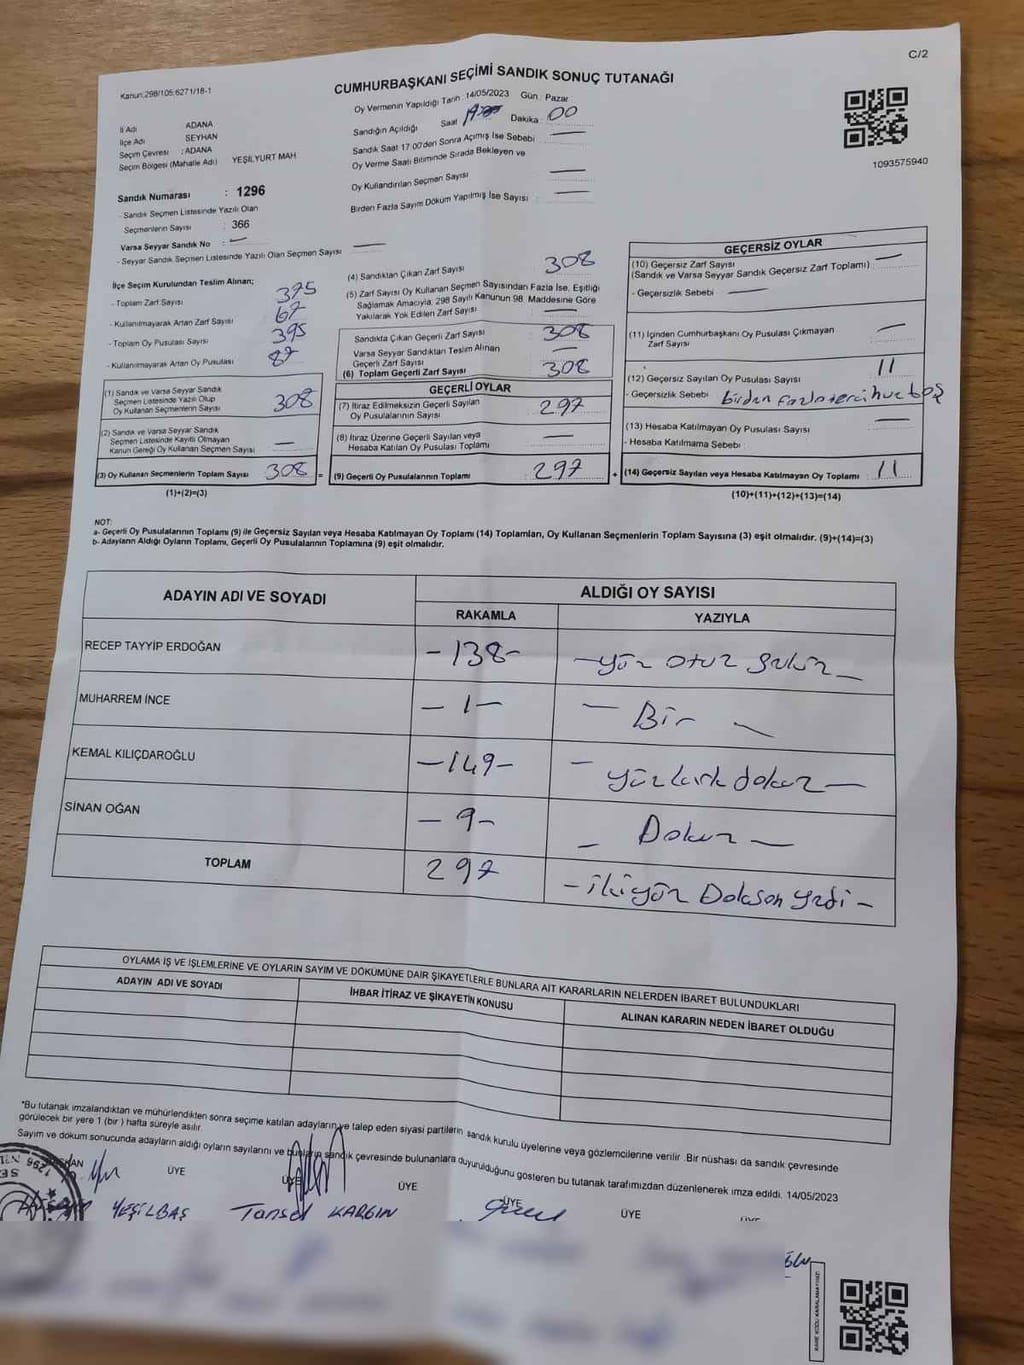 C/2
Kanun:298/105,6271/18-1
CUMHURBAŞKANI SEÇİMİ SANDIK SONUÇ TUTANAĞI
İl Adı ADANA
İlçe Adı SEYHAN
Seçim Çevresi : ADANA
Seçim Bölgesi (Mahalle Adı) YEŞİLYURT MAH
Sandık Numarası : 1296
- Sandık Seçmen Listesinde Yazılı Olan
Seçmenlerin Sayısı : 366
Varsa Seyyar Sandık No : —
- Seyyar Sandık Seçmen Listesinde Yazılı Olan Seçmen Sayısı —
Oy Vermenin Yapıldığı Tarih : 14/05/2023 Gün : Pazar
Sandığın Açıldığı Saat Dakika : 00
Sandık Saat 17.00'den Sonra Açmış İse Sebebi : —
Oy Verme Saati Bitiminde Sırada Bekleyen ve
Oy Kullandırılan Seçmen Sayısı —
Birden Fazla Sayım Döküm Yapılmış İse Sayısı : —
1093575940
İlçe Seçim Kurulundan Teslim Alınan;
- Toplam Zarf Sayısı 375
- Kullanılmayarak Artan Zarf Sayısı 67
- Toplam Oy Pusulası Sayısı 395
- Kullanılmayarak Artan Oy Pusulası 87
(1) Sandık ve Varsa Seyyar Sandık
Seçmen Listesinde Yazılı Olup
Oy Kullanan Seçmenlerin Sayısı 308
(2) Sandık ve Varsa Seyyar Sandık
Seçmen Listesinde Kayıtlı Olmayan
Kanun Gereği Oy Kullanan Seçmen Sayısı —
(3) Oy Kullanan Seçmenlerin Toplam Sayısı 308 =
(1)+(2)=(3)
(4) Sandıktan Çıkan Zarf Sayısı 308
(5) Zarf Sayısı Oy Kullanan Seçmen Sayısından Fazla İse, Eşitliği
Sağlamak Amacıyla, 298 Sayılı Kanunun 98. Maddesine Göre
Yakılarak Yok Edilen Zarf Sayısı —
Sandıkta Çıkan Geçerli Zarf Sayısı 308
Varsa Seyyar Sandıktan Teslim Alınan
Geçerli Zarf Sayısı —
(6) Toplam Geçerli Zarf Sayısı 308
GEÇERLİ OYLAR
(7) İtiraz Edilmeksizin Geçerli Sayılan
Oy Pusulalarının Sayısı 297
(8) İtiraz Üzerine Geçerli Sayılan veya
Hesaba Katılan Oy Pusulası Toplamı —
(9) Geçerli Oy Pusulalarının Toplamı 297 +
GEÇERSİZ OYLAR
(10) Geçersiz Zarf Sayısı
(Sandık ve Varsa Seyyar Sandık Geçersiz Zarf Toplamı) : —
- Geçersizlik Sebebi : —
(11) İçinden Cumhurbaşkanı Oy Pusulası Çıkmayan
Zarf Sayısı —
(12) Geçersiz Sayılan Oy Pusulası Sayısı 11
- Geçersizlik Sebebi birden fazla tercih ve boş
(13) Hesaba Katılmayan Oy Pusulası Sayısı —
- Hesaba Katılmama Sebebi :
(14) Geçersiz Sayılan veya Hesaba Katılmayan Oy Toplamı : 11
(10)+(11)+(12)+(13)=(14)
NOT:
a- Geçerli Oy Pusulalarının Toplamı (9) ile Geçersiz Sayılan veya Hesaba Katılmayan Oy Toplamı (14) Toplamları, Oy Kullanan Seçmenlerin Toplam Sayısına (3) eşit olmalıdır. (9)+(14)=(3)
b- Adayların Aldığı Oyların Toplamı, Geçerli Oy Pusulalarının Toplamına (9) eşit olmalıdır.
ADAYIN ADI VE SOYADI ALDIĞI OY SAYISI
RAKAMLA YAZIYLA
RECEP TAYYİP ERDOĞAN -138- -yüz otuz sekiz-
MUHARREM İNCE -1- - Bir -
KEMAL KILIÇDAROĞLU -149- - yüz kırk dokuz -
SİNAN OĞAN -9- - Dokuz -
TOPLAM 297 - ikiyüz Doksan yedi -
OYLAMA İŞ VE İŞLEMLERİNE VE OYLARIN SAYIM VE DÖKÜMÜNE DAİR ŞİKAYETLERLE BUNLARA AİT KARARLARIN NELERDEN İBARET BULUNDUKLARI
ADAYIN ADI VE SOYADI İHBAR İTİRAZ VE ŞİKAYETİN KONUSU ALINAN KARARIN NEDEN İBARET OLDUĞU
*Bu tutanak imzalandıktan ve mühürlendikten sonra seçime katılan adayların ve talep eden siyasi partilerin sandık kurulu üyelerine veya gözlemcilerine verilir .Bir nüshası da sandık çevresinde
görülecek bir yere 1 (bir ) hafta süreyle asılır.
Sayım ve döküm sonucunda adayların aldığı oyların sayılarını ve bunların sandık çevresinde bulunanlara duyurulduğunu gösteren bu tutanak tarafımızdan düzenlenerek imza edildi. 14/05/2023
ÜYE ÜYE ÜYE ÜYE ÜYE
YEŞİLBAŞ Tansel KARGIN